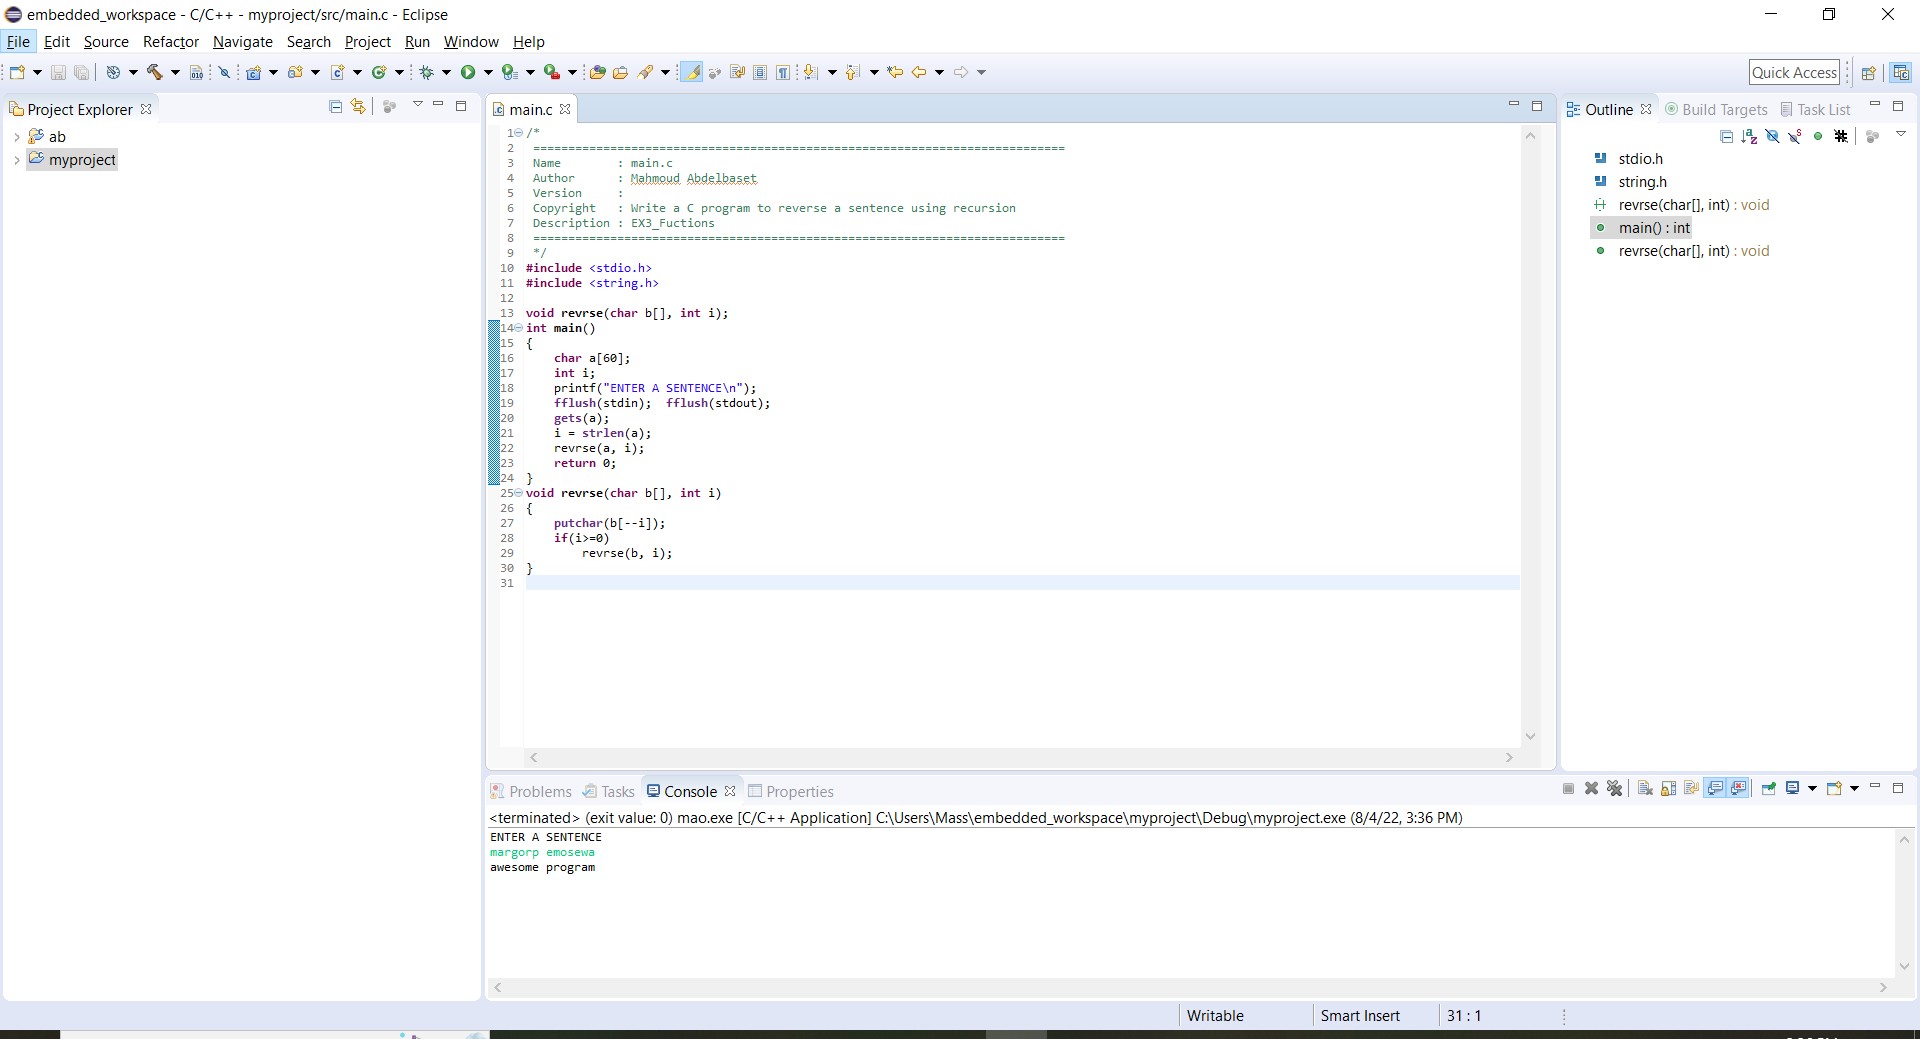 embedded_workspace - C/C++ - myproject/src/main.c - Eclipse
File Edit Source Refactor Navigate Search Project Run Window Help
Quick Access
Project Explorer
ab
myproject
main.c
1 /*
2 ============================================================================
3 Name        : main.c
4 Author      : Mahmoud Abdelbaset
5 Version     :
6 Copyright   : Write a C program to reverse a sentence using recursion
7 Description : EX3_Fuctions
8 ============================================================================
9 */
10 #include <stdio.h>
11 #include <string.h>
12
13 void revrse(char b[], int i);
14 int main()
15 {
16     char a[60];
17     int i;
18     printf("ENTER A SENTENCE\n");
19     fflush(stdin);  fflush(stdout);
20     gets(a);
21     i = strlen(a);
22     revrse(a, i);
23     return 0;
24 }
25 void revrse(char b[], int i)
26 {
27     putchar(b[--i]);
28     if(i>=0)
29         revrse(b, i);
30 }
31
Outline Build Targets Task List
stdio.h
string.h
revrse(char[], int) : void
main() : int
revrse(char[], int) : void
Problems Tasks Console Properties
<terminated> (exit value: 0) mao.exe [C/C++ Application] C:\Users\Mass\embedded_workspace\myproject\Debug\myproject.exe (8/4/22, 3:36 PM)
ENTER A SENTENCE
margorp emosewa
awesome program
Writable Smart Insert 31 : 1